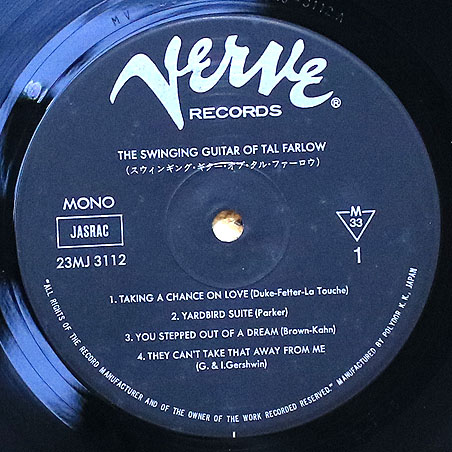 Verve
RECORDS®
THE SWINGING GUITAR OF TAL FARLOW
(スウィンギング・ギター・オブ・タル・ファーロウ)
MONO
JASRAC
23MJ 3112
M
33
1
1. TAKING A CHANCE ON LOVE (Duke-Fetter-La Touche)
2. YARDBIRD SUITE (Parker)
3. YOU STEPPED OUT OF A DREAM (Brown-Kahn)
4. THEY CAN'T TAKE THAT AWAY FROM ME
(G. & I.Gershwin)
"ALL RIGHTS OF THE RECORD MANUFACTURER AND OF THE OWNER OF THE WORK RECORDED RESERVED." MANUFACTURED BY POLYDOR K.K., JAPAN